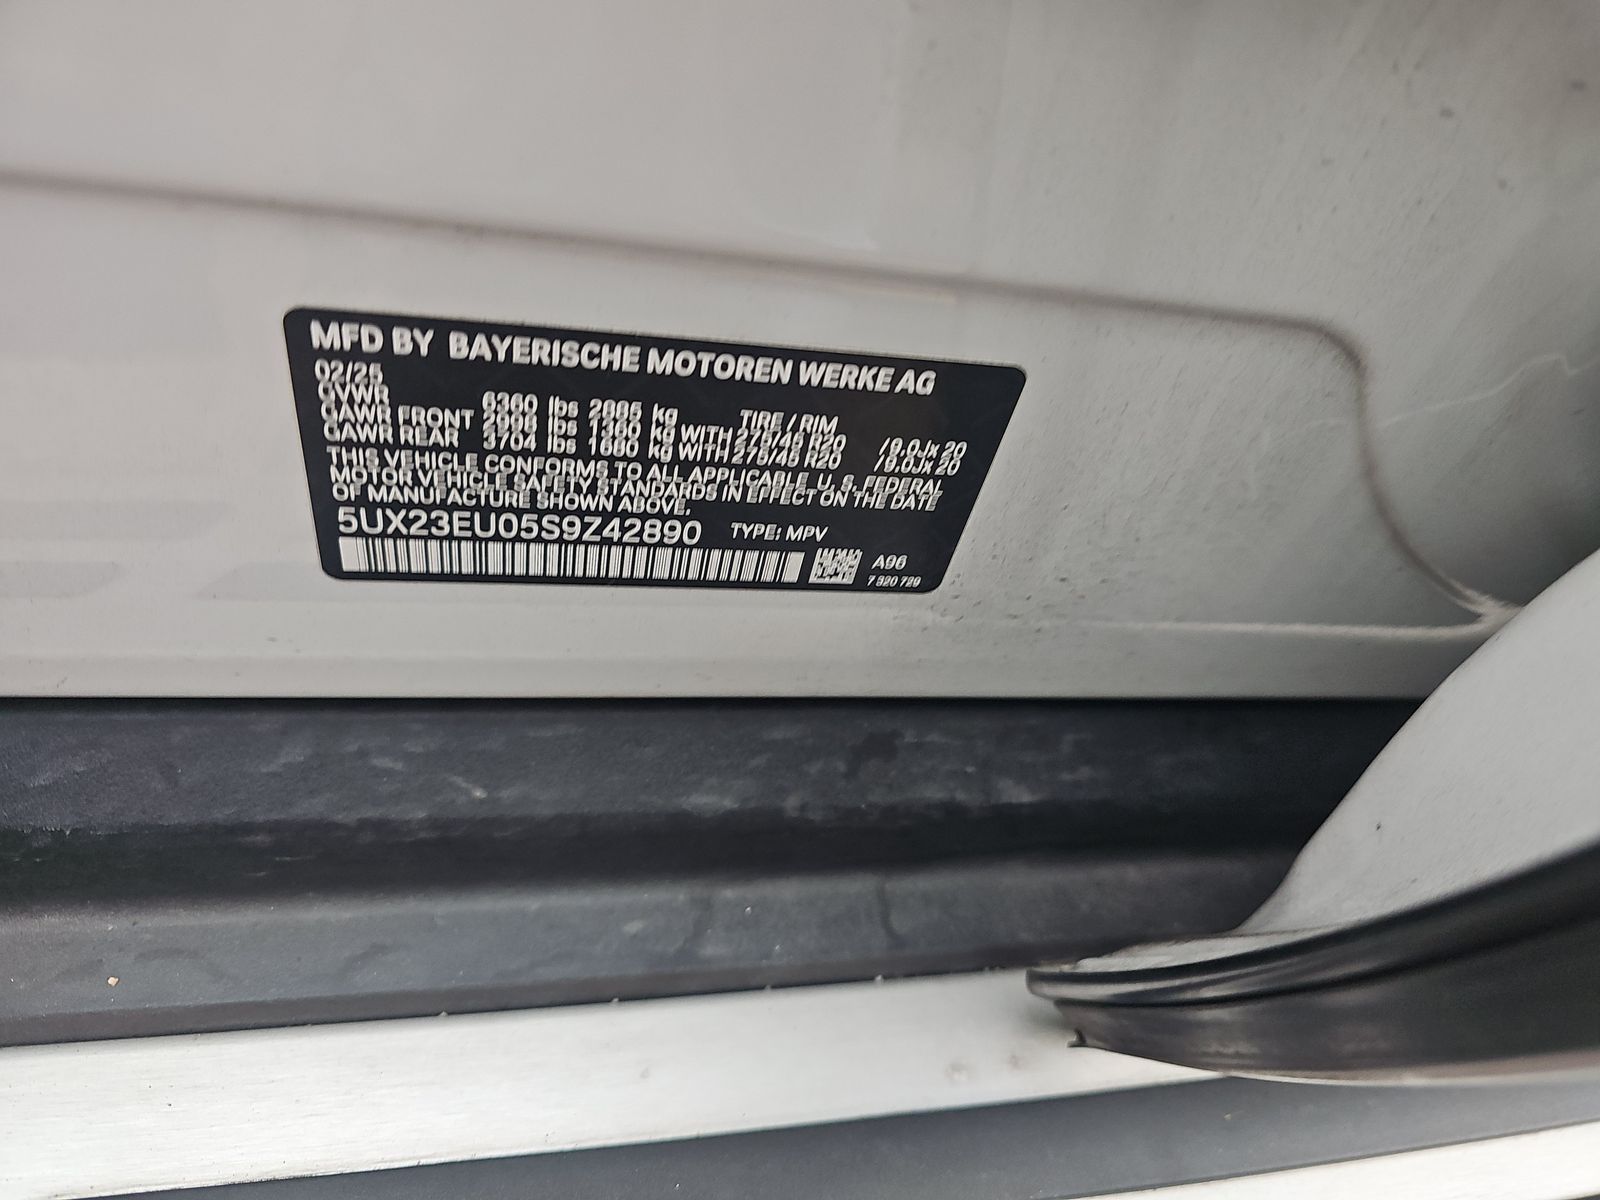 MFD BY BAYERISCHE MOTOREN WERKE AG
02/25
GVWR 6360 lbs 2885 kg TIRE / RIM
GAWR FRONT 2998 lbs 1360 kg WITH 275/45 R20 /9.0Jx 20
GAWR REAR 3704 lbs 1680 kg WITH 275/45 R20 /9.0Jx 20
THIS VEHICLE CONFORMS TO ALL APPLICABLE U. S. FEDERAL
MOTOR VEHICLE SAFETY STANDARDS IN EFFECT ON THE DATE
OF MANUFACTURE SHOWN ABOVE.
5UX23EU05S9Z42890 TYPE: MPV
A96
7 320 729